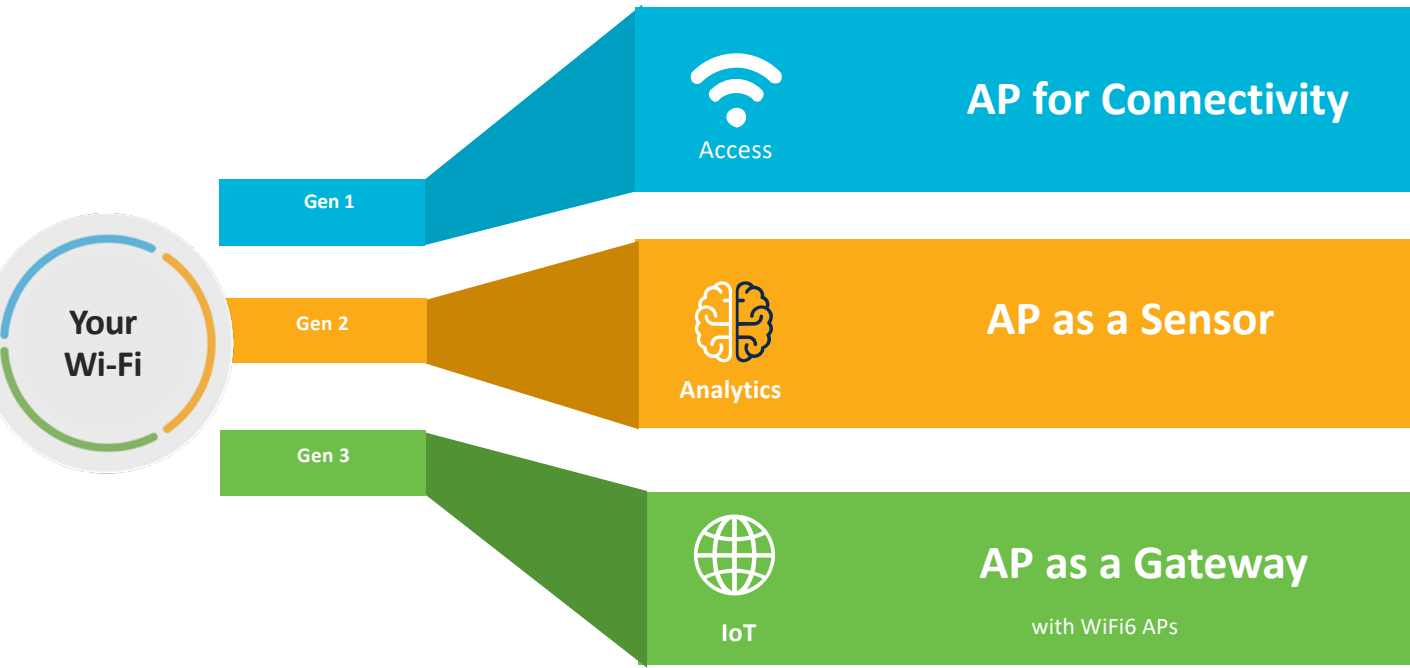 Your
Wi-Fi
Gen 1
Access
AP for Connectivity
Gen 2
Analytics
AP as a Sensor
Gen 3
IoT
AP as a Gateway
with WiFi6 APs